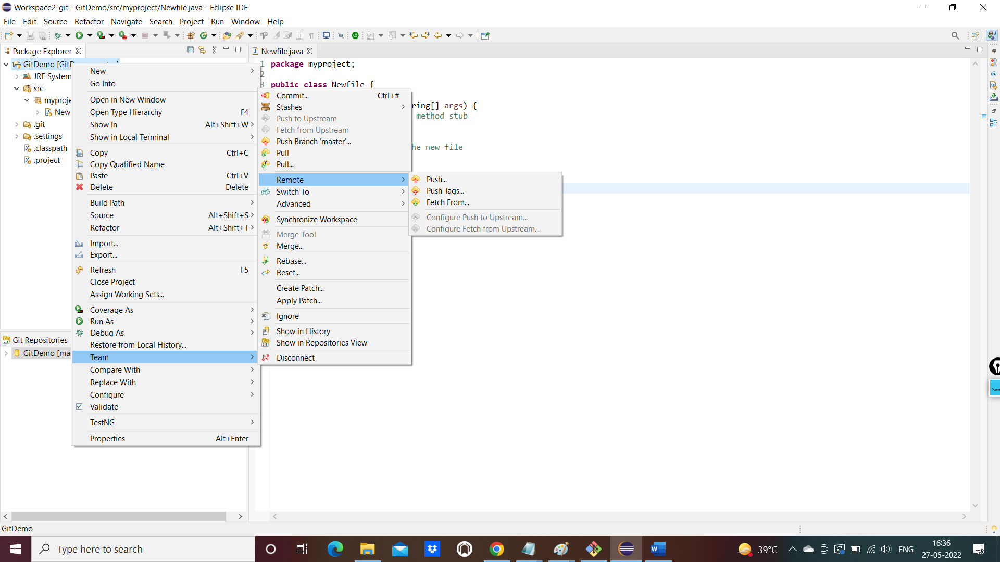 Workspace2-git - GitDemo/src/myproject/Newfile.java - Eclipse IDE
File Edit Source Refactor Navigate Search Project Run Window Help
Package Explorer
Newfile.java
GitDemo
JRE System
src
.git
.settings
.classpath
.project
Git Repositories
GitDemo
New
Go Into
Open in New Window
Open Type Hierarchy F4
Show In Alt+Shift+W
Show in Local Terminal
Copy Ctrl+C
Copy Qualified Name
Paste Ctrl+V
Delete Delete
Build Path
Source Alt+Shift+S
Refactor Alt+Shift+T
Import...
Export...
Refresh F5
Close Project
Assign Working Sets...
Coverage As
Run As
Debug As
Restore from Local History...
Team
Compare With
Replace With
Configure
Validate
TestNG
Properties Alt+Enter
Commit... Ctrl+#
Stashes
Push to Upstream
Fetch from Upstream
Push Branch 'master'...
Pull
Pull...
Remote
Switch To
Advanced
Synchronize Workspace
Merge Tool
Merge...
Rebase...
Reset...
Create Patch...
Apply Patch...
Ignore
Show in History
Show in Repositories View
Disconnect
Push...
Push Tags...
Fetch From...
Configure Push to Upstream...
Configure Fetch from Upstream...
1 package myproject;
2
3 public class Newfile {
ring[] args) {
method stub
he new file
GitDemo
Type here to search
39°C
ENG
16:36
27-05-2022